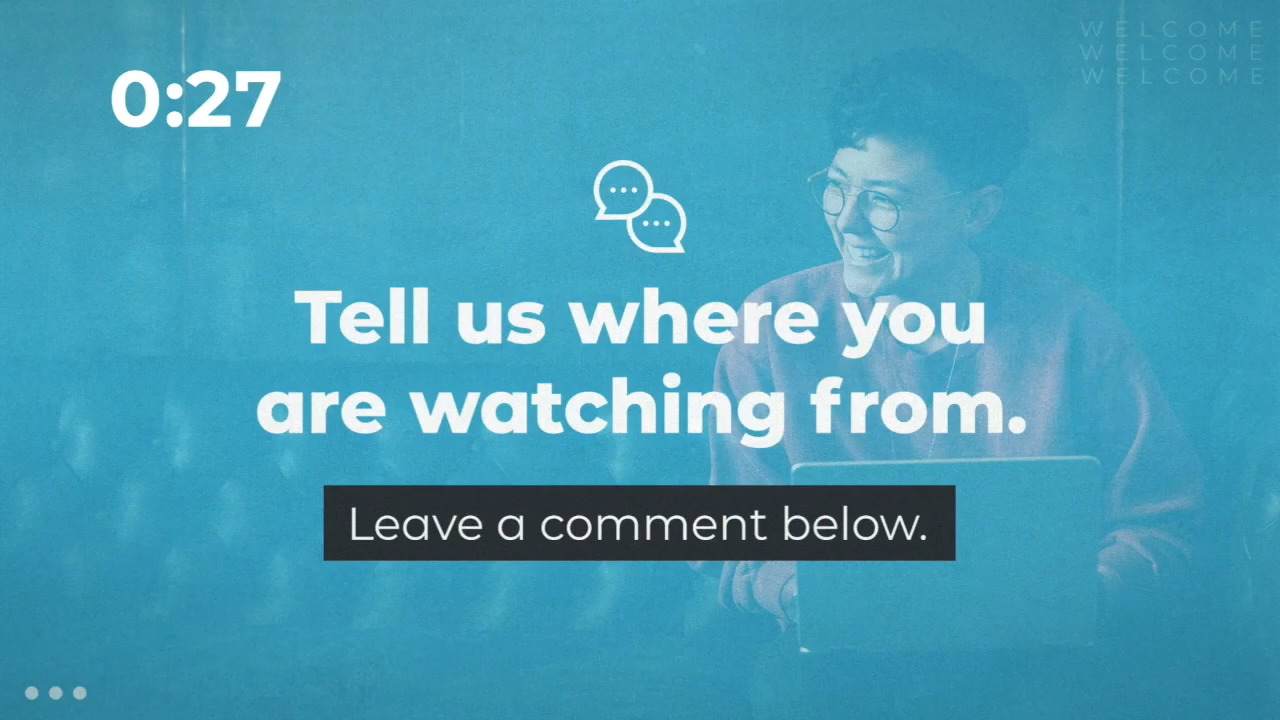 WELCOME
WELCOME
WELCOME
0:27
Tell us where you
are watching from.
Leave a comment below.